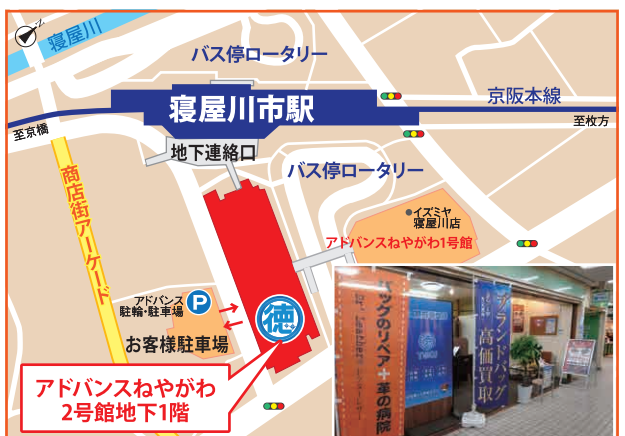 N
寝屋川
バス停ロータリー
寝屋川市駅
京阪本線
至京橋
至枚方
地下連絡口
バス停ロータリー
商店街アーケード
イズミヤ
寝屋川店
アドバンスねやがわ1号館
アドバンス
駐輪・駐車場
P
徳
お客様駐車場
アドバンスねやがわ
2号館地下1階
バッグのリペア+革の病院
ブランドバッグ
高価買取